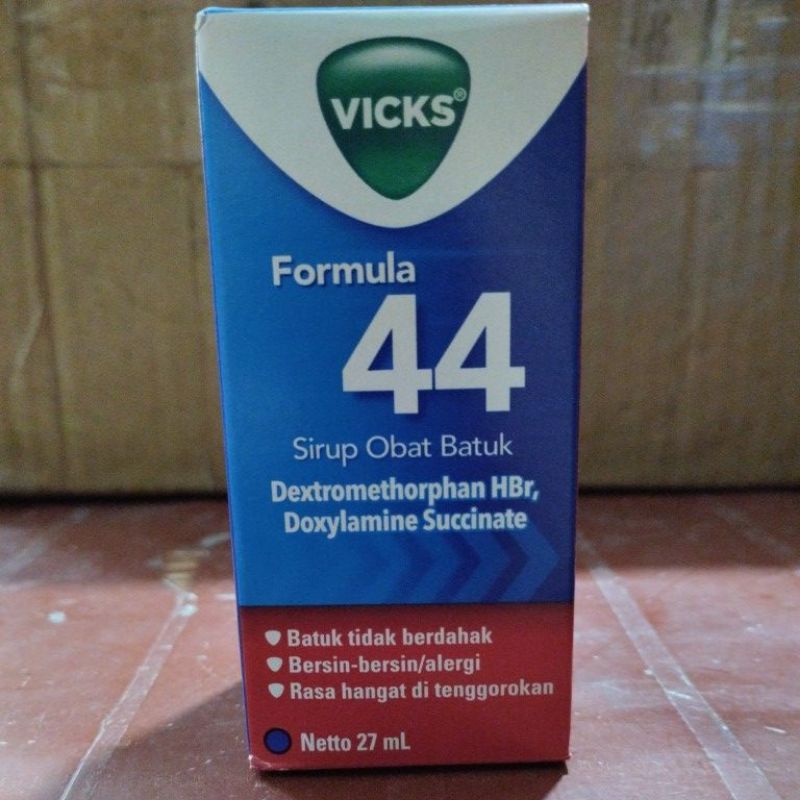 VICKS®
Formula
44
Sirup Obat Batuk
Dextromethorphan HBr,
Doxylamine Succinate
Batuk tidak berdahak
Bersin-bersin/alergi
Rasa hangat di tenggorokan
Netto 27 mL